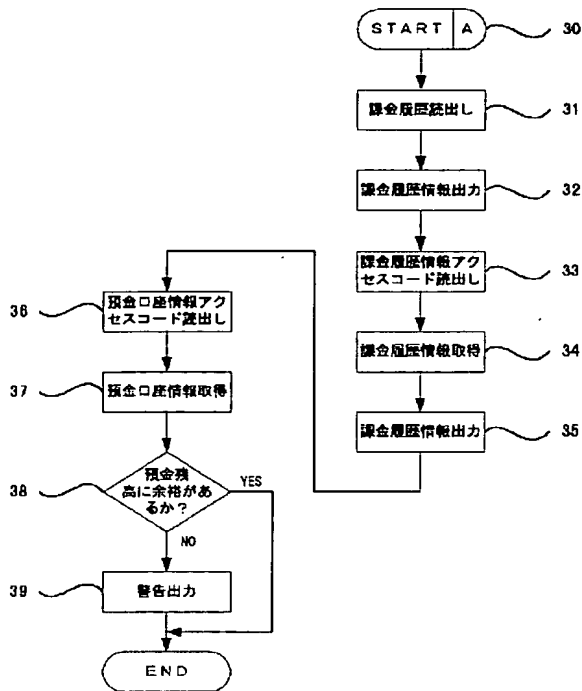 START A
30
課金履歴読出し
31
課金履歴情報出力
32
課金履歴情報アク
セスコード読出し
33
課金履歴情報取得
34
課金履歴情報出力
35
預金口座情報アク
セスコード読出し
36
預金口座情報取得
37
預金残
高に余裕があ
るか？
38
YES
NO
警告出力
39
END